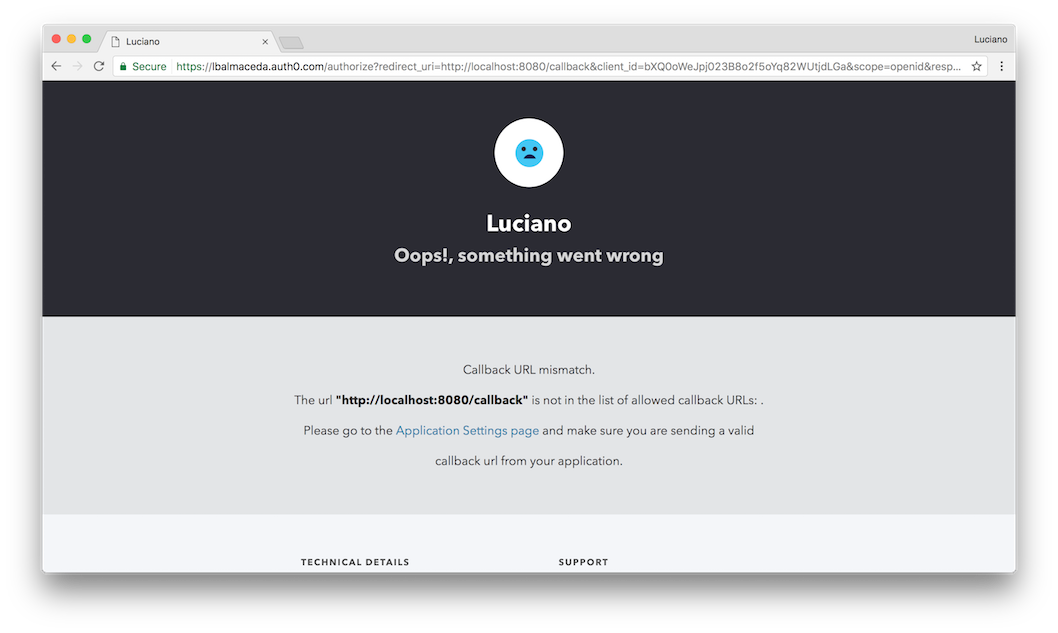 Luciano
Luciano
Secure https://lbalmaceda.auth0.com/authorize?redirect_uri=http://localhost:8080/callback&client_id=bXQ0oWeJpj023B8o2f5oYq82WUtjdLGa&scope=openid&resp...
Luciano
Oops!, something went wrong
Callback URL mismatch.
The url "http://localhost:8080/callback" is not in the list of allowed callback URLs: .
Please go to the Application Settings page and make sure you are sending a valid
callback url from your application.
TECHNICAL DETAILS
SUPPORT